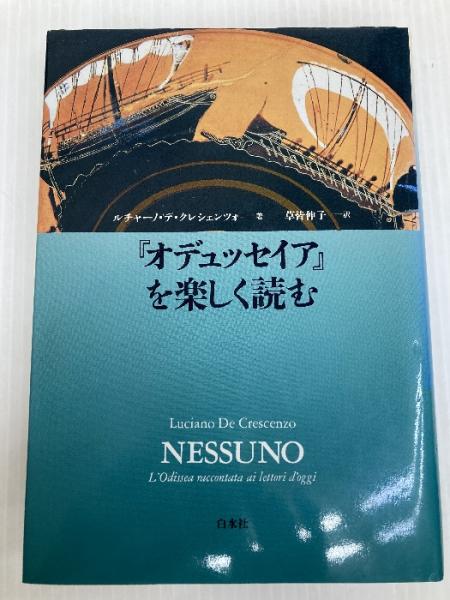 ルチャーノ・デ・クレシェンツォ 著 草皆伸子 訳
『オデュッセイア』
を楽しく読む
Luciano De Crescenzo
NESSUNO
L'Odissea raccontata ai lettori d'oggi
白水社